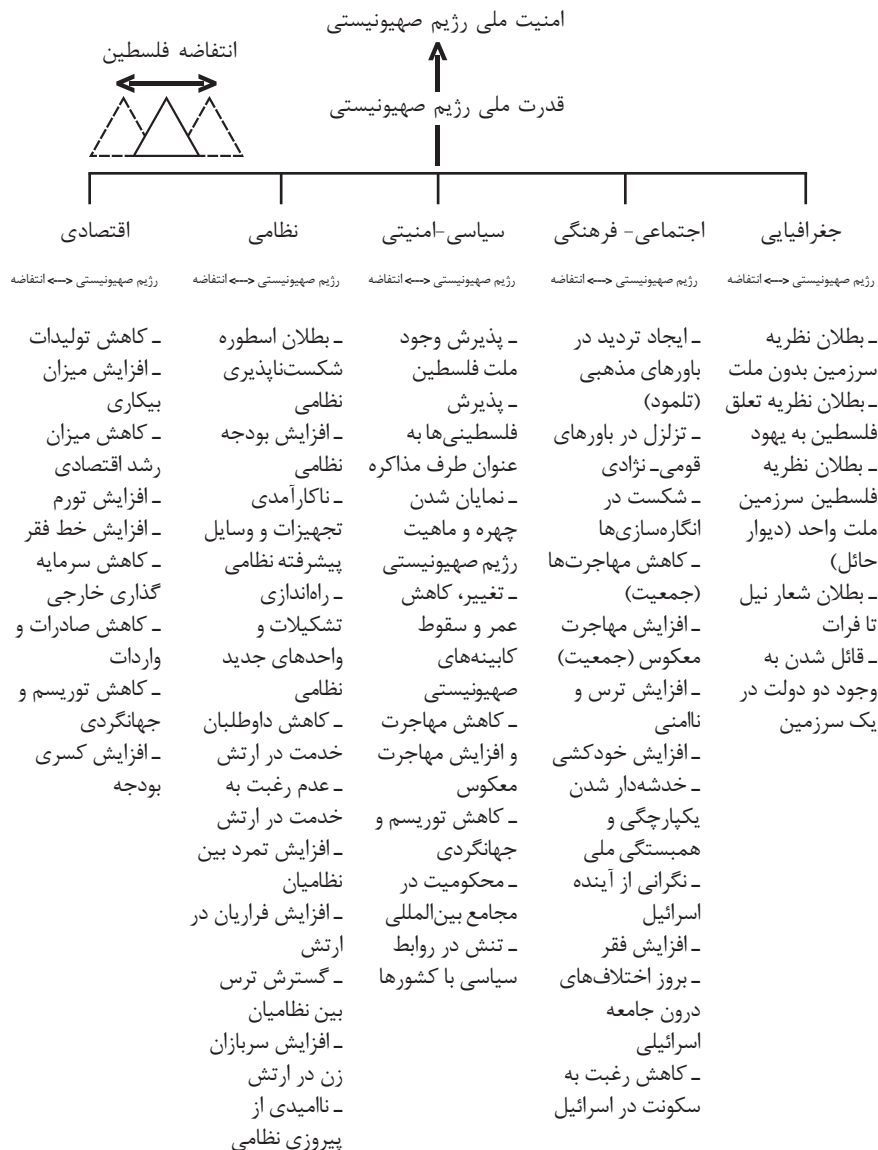 امنیت ملی رژیم صهیونیستی
انتفاضه فلسطین
قدرت ملی رژیم صهیونیستی
جغرافیایی
رژیم صهیونیستی <---> انتفاضه
ـ بطلان نظریه
سرزمین بدون ملت
ـ بطلان نظریه تعلق
فلسطین به یهود
ـ بطلان نظریه
فلسطین سرزمین
ملت واحد (دیوار
حائل)
ـ بطلان شعار نیل
تا فرات
ـ قائل شدن به
وجود دو دولت در
یک سرزمین
اجتماعی- فرهنگی
رژیم صهیونیستی <---> انتفاضه
ـ ایجاد تردید در
باورهای مذهبی
(تلمود)
ـ تزلزل در باورهای
قومی‌ـ نژادی
ـ شکست در
انگاره‌سازی‌ها
ـ کاهش مهاجرت‌ها
(جمعیت)
ـ افزایش مهاجرت
معکوس (جمعیت)
ـ افزایش ترس و
ناامنی
ـ افزایش خودکشی
ـ خدشه‌دار شدن
یکپارچگی و
همبستگی ملی
ـ نگرانی از آینده
اسرائیل
ـ افزایش فقر
ـ بروز اختلاف‌های
درون جامعه
اسرائیلی
ـ کاهش رغبت به
سکونت در اسرائیل
سیاسی-امنیتی
رژیم صهیونیستی <---> انتفاضه
ـ پذیرش وجود
ملت فلسطین
ـ پذیرش
فلسطینی‌ها به
عنوان طرف مذاکره
ـ نمایان شدن
چهره و ماهیت
رژیم صهیونیستی
ـ تغییر، کاهش
عمر و سقوط
کابینه‌های
صهیونیستی
ـ کاهش مهاجرت
و افزایش مهاجرت
معکوس
ـ کاهش توریسم و
جهانگردی
ـ محکومیت در
مجامع بین‌المللی
ـ تنش در روابط
سیاسی با کشورها
نظامی
رژیم صهیونیستی <---> انتفاضه
ـ بطلان اسطوره
شکست‌ناپذیری
نظامی
ـ افزایش بودجه
نظامی
ـ ناکارآمدی
تجهیزات و وسایل
پیشرفته نظامی
ـ راه‌اندازی
تشکیلات و
واحدهای جدید
نظامی
ـ کاهش داوطلبان
خدمت در ارتش
ـ عدم رغبت به
خدمت در ارتش
ـ افزایش تمرد بین
نظامیان
ـ افزایش فراریان در
ارتش
ـ گسترش ترس
بین نظامیان
ـ افزایش سربازان
زن در ارتش
ـ ناامیدی از
پیروزی نظامی
اقتصادی
رژیم صهیونیستی <---> انتفاضه
ـ کاهش تولیدات
ـ افزایش میزان
بیکاری
ـ کاهش میزان
رشد اقتصادی
ـ افزایش تورم
ـ افزایش خط فقر
ـ کاهش سرمایه
گذاری خارجی
ـ کاهش صادرات و
واردات
ـ کاهش توریسم و
جهانگردی
ـ افزایش کسری
بودجه